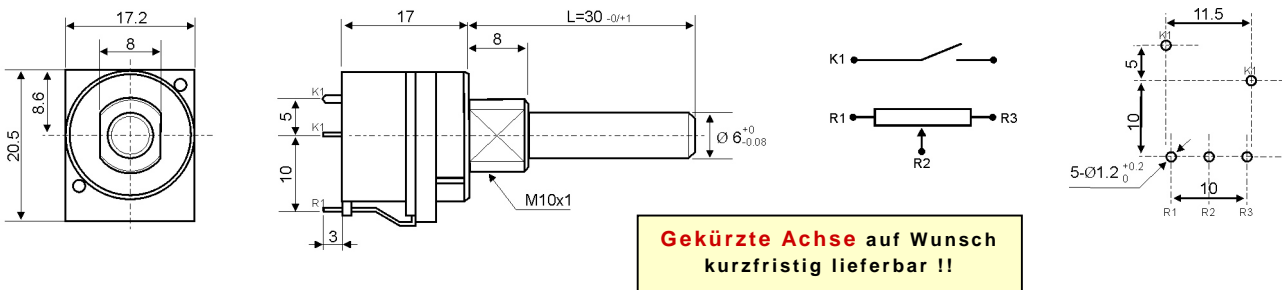 17.2
8
8.6
20.5
17
L=30 -0/+1
8
K1
5
K1
10
R1
3
M10x1
Ø 6 +0 -0.08
K1
R1
R3
R2
11.5
K1
5
K1
10
5-Ø1.2 +0.2 0
10
R1 R2 R3
Gekürzte Achse auf Wunsch
kurzfristig lieferbar !!